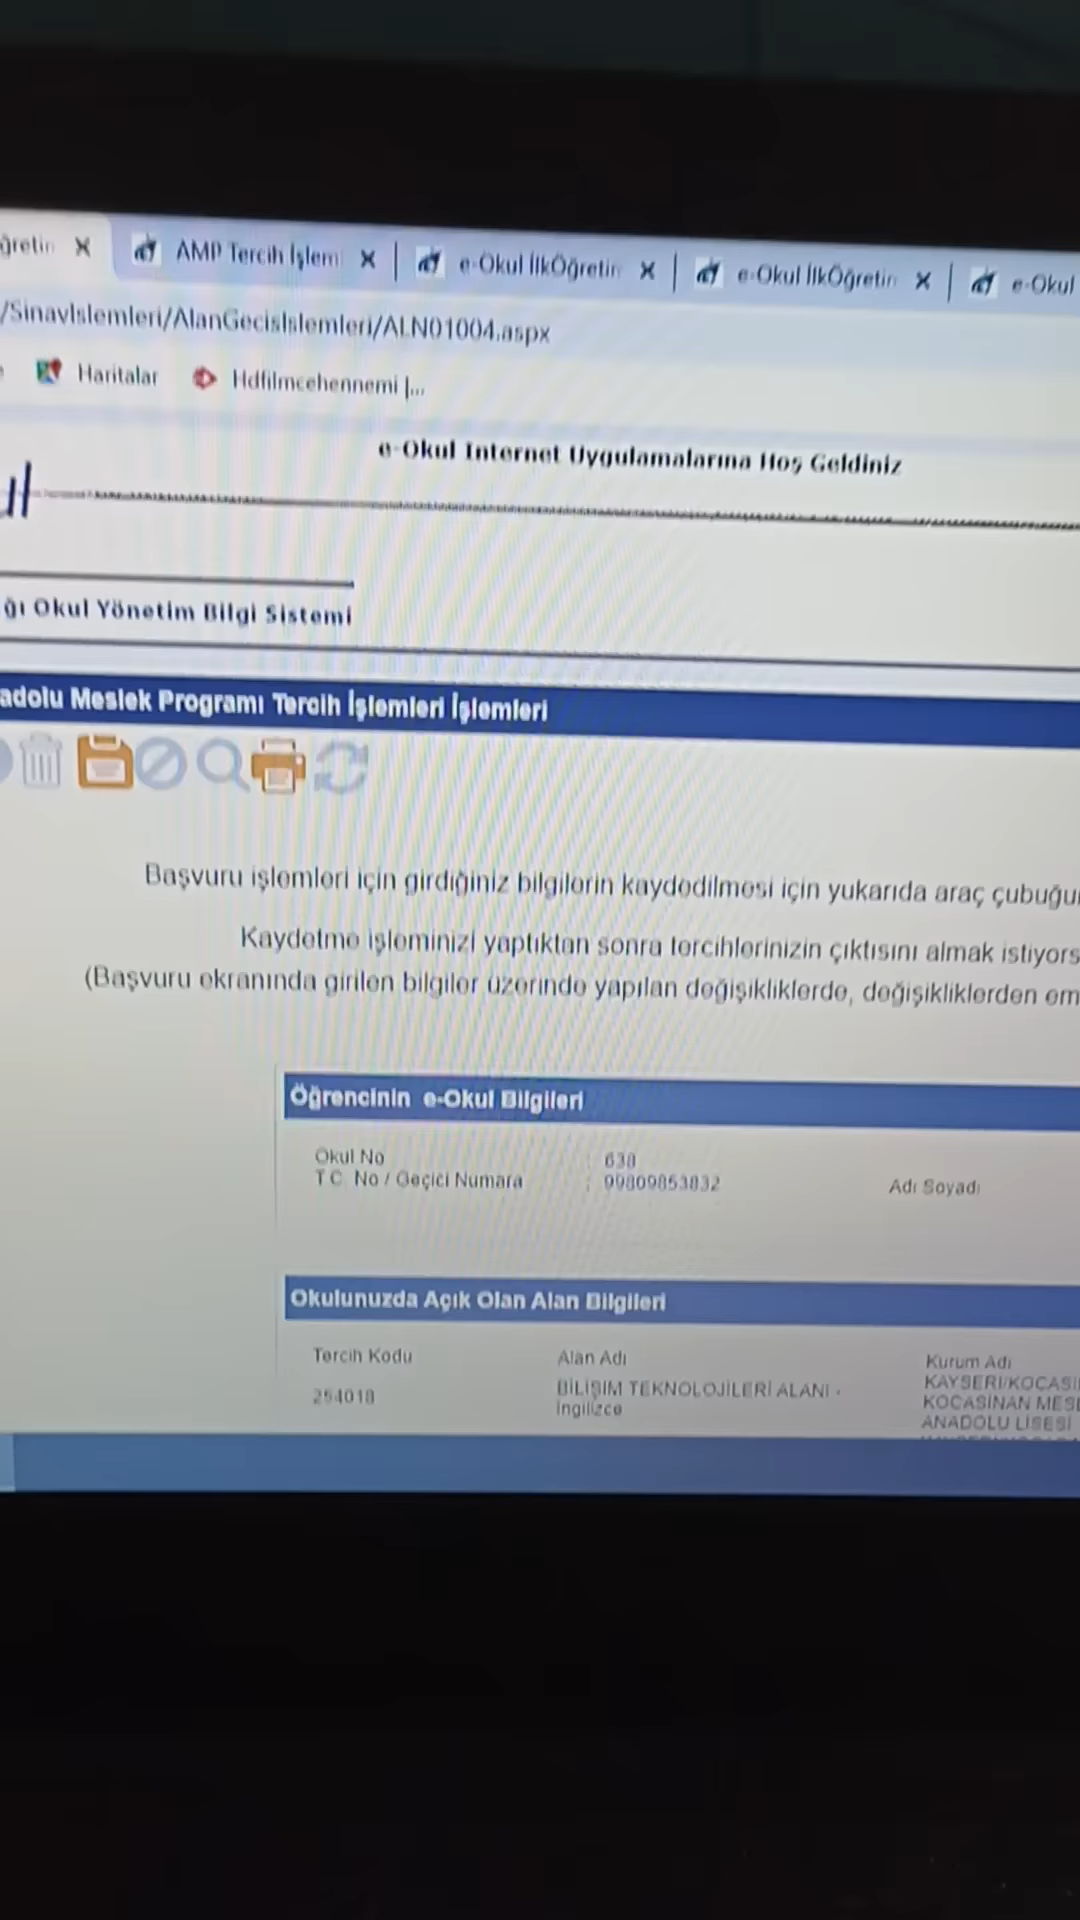 ğretin × AMP Tercih İşlem × e-Okul İlkÖğretin × e-Okul İlkÖğretin × e-Okul
/Sinavislemleri/AlanGecisIslemleri/ALN01004.aspx
Haritalar Hdfilmcehennemi |...
e-Okul Internet Uygulamalarına Hoş Geldiniz
ğı Okul Yönetim Bilgi Sistemi
adolu Meslek Programı Tercih İşlemleri İşlemleri
Başvuru işlemleri için girdiğiniz bilgilerin kaydedilmesi için yukarıda araç çubuğu
Kaydetme işleminizi yaptıktan sonra tercihlerinizin çıktısını almak istiyors
(Başvuru ekranında girilen bilgiler üzerinde yapılan değişikliklerde, değişikliklerden em
Öğrencinin e-Okul Bilgileri
Okul No : 638
T.C. No / Geçici Numara : 99809853832 Adı Soyadı
Okulunuzda Açık Olan Alan Bilgileri
Tercih Kodu Alan Adı Kurum Adı
254018 BİLİŞİM TEKNOLOJİLERİ ALANI - İngilizce KAYSERİ/KOCASİ
KOCASİNAN MESL
ANADOLU LİSESİ